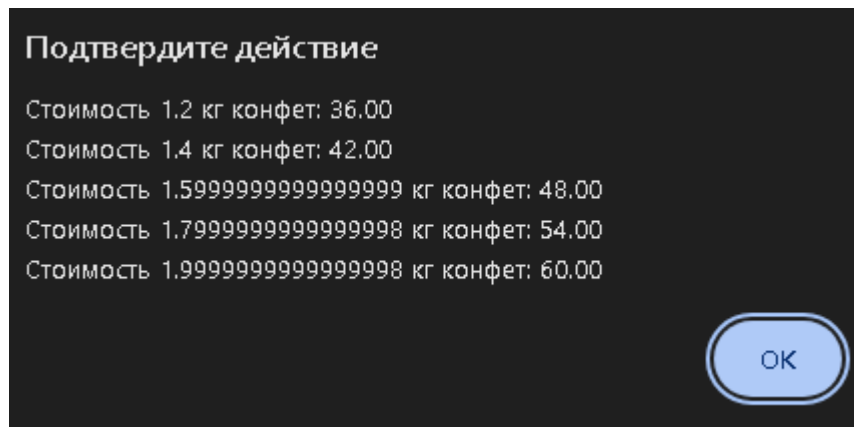 Подтвердите действие
Стоимость 1.2 кг конфет: 36.00
Стоимость 1.4 кг конфет: 42.00
Стоимость 1.5999999999999999 кг конфет: 48.00
Стоимость 1.7999999999999998 кг конфет: 54.00
Стоимость 1.9999999999999998 кг конфет: 60.00
ОК